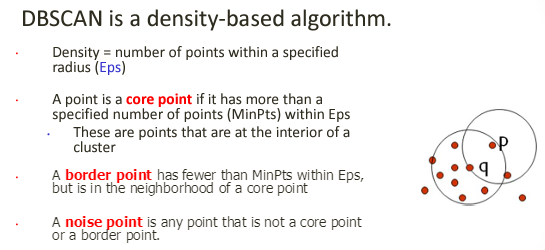 DBSCAN is a density-based algorithm.
Density = number of points within a specified
radius (Eps)
A point is a core point if it has more than a
specified number of points (MinPts) within Eps
These are points that are at the interior of a
cluster
A border point has fewer than MinPts within Eps,
but is in the neighborhood of a core point
A noise point is any point that is not a core point
or a border point.
p
q